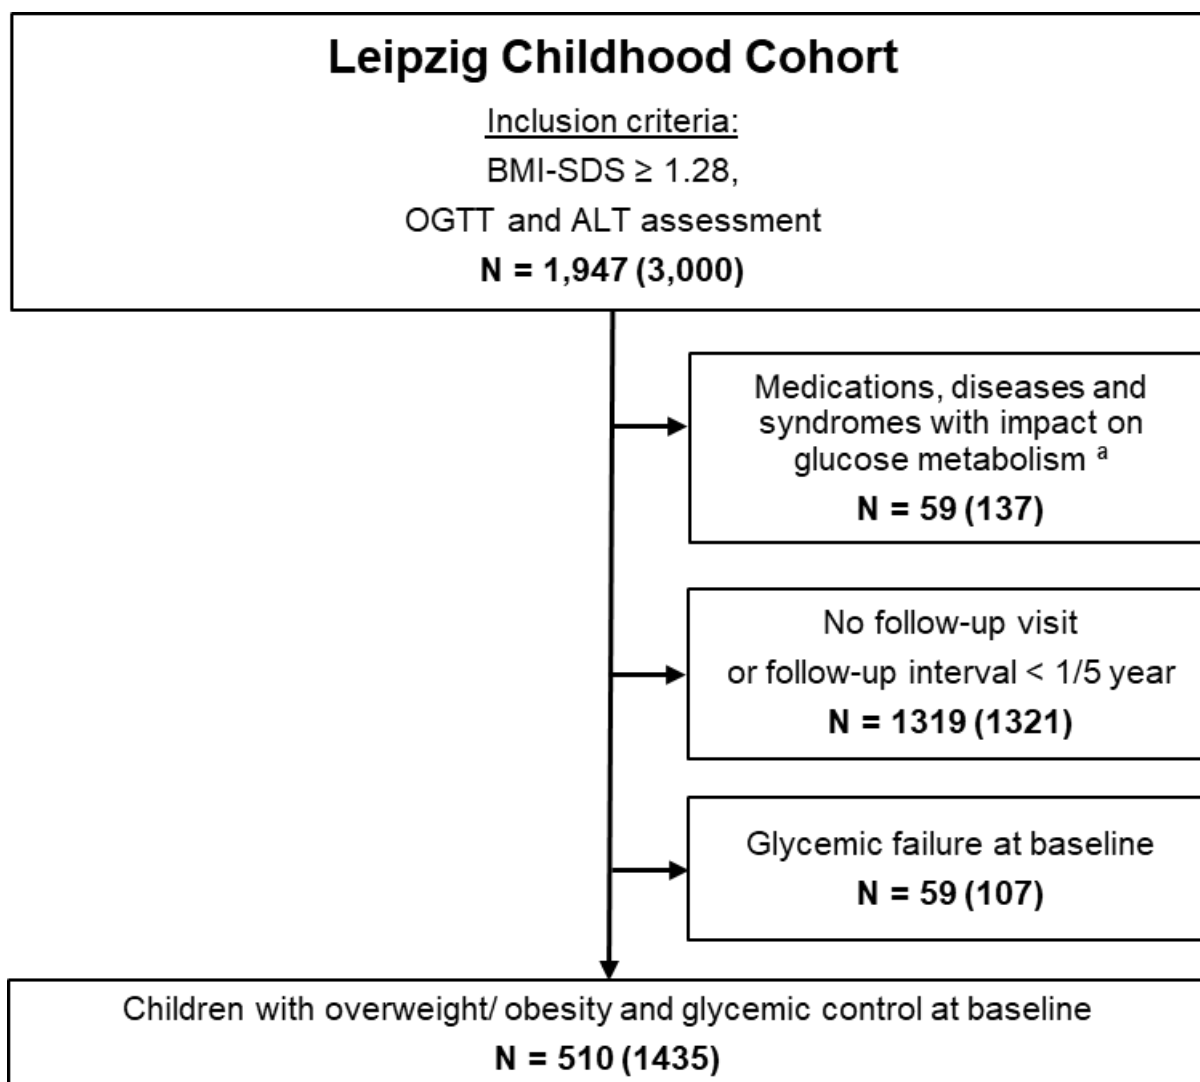 Leipzig Childhood Cohort
Inclusion criteria:
BMI-SDS ≥ 1.28,
OGTT and ALT assessment
N = 1,947 (3,000)
Medications, diseases and
syndromes with impact on
glucose metabolism ᵃ
N = 59 (137)
No follow-up visit
or follow-up interval < 1/5 year
N = 1319 (1321)
Glycemic failure at baseline
N = 59 (107)
Children with overweight/ obesity and glycemic control at baseline
N = 510 (1435)